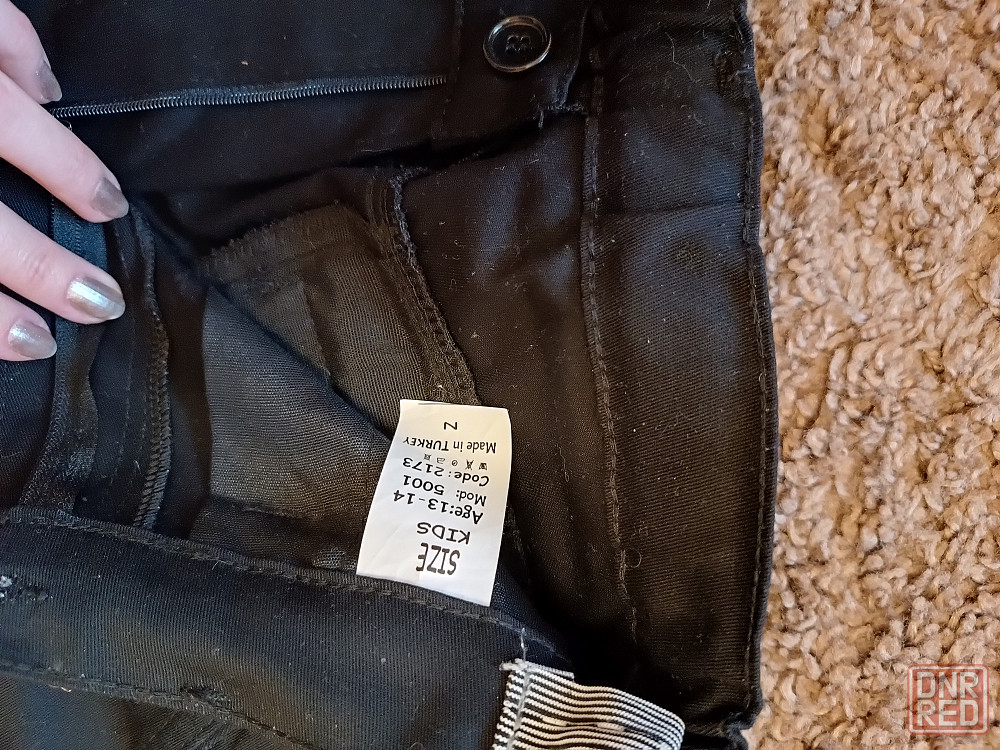 SIZE
KIDS
Age:13-14
Mod: 5001
Code: 2173
Made in TURKEY
N
DNR
RED